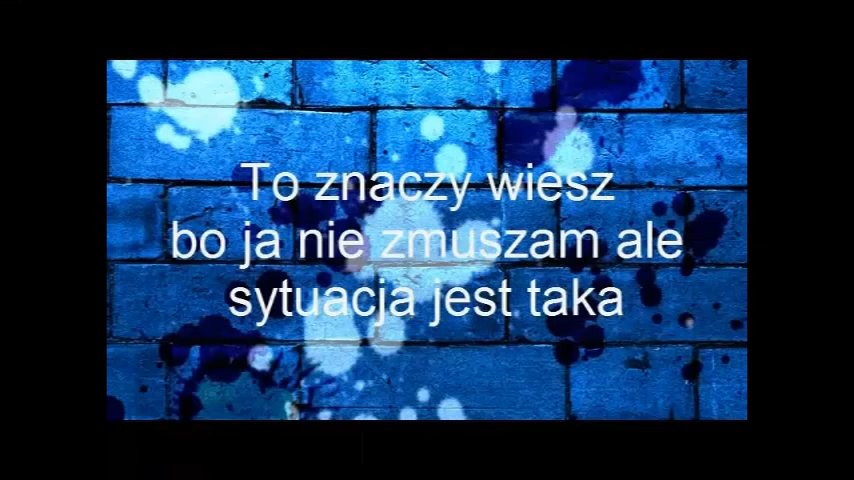 To znaczy wiesz
bo ja nie zmuszam ale
sytuacja jest taka